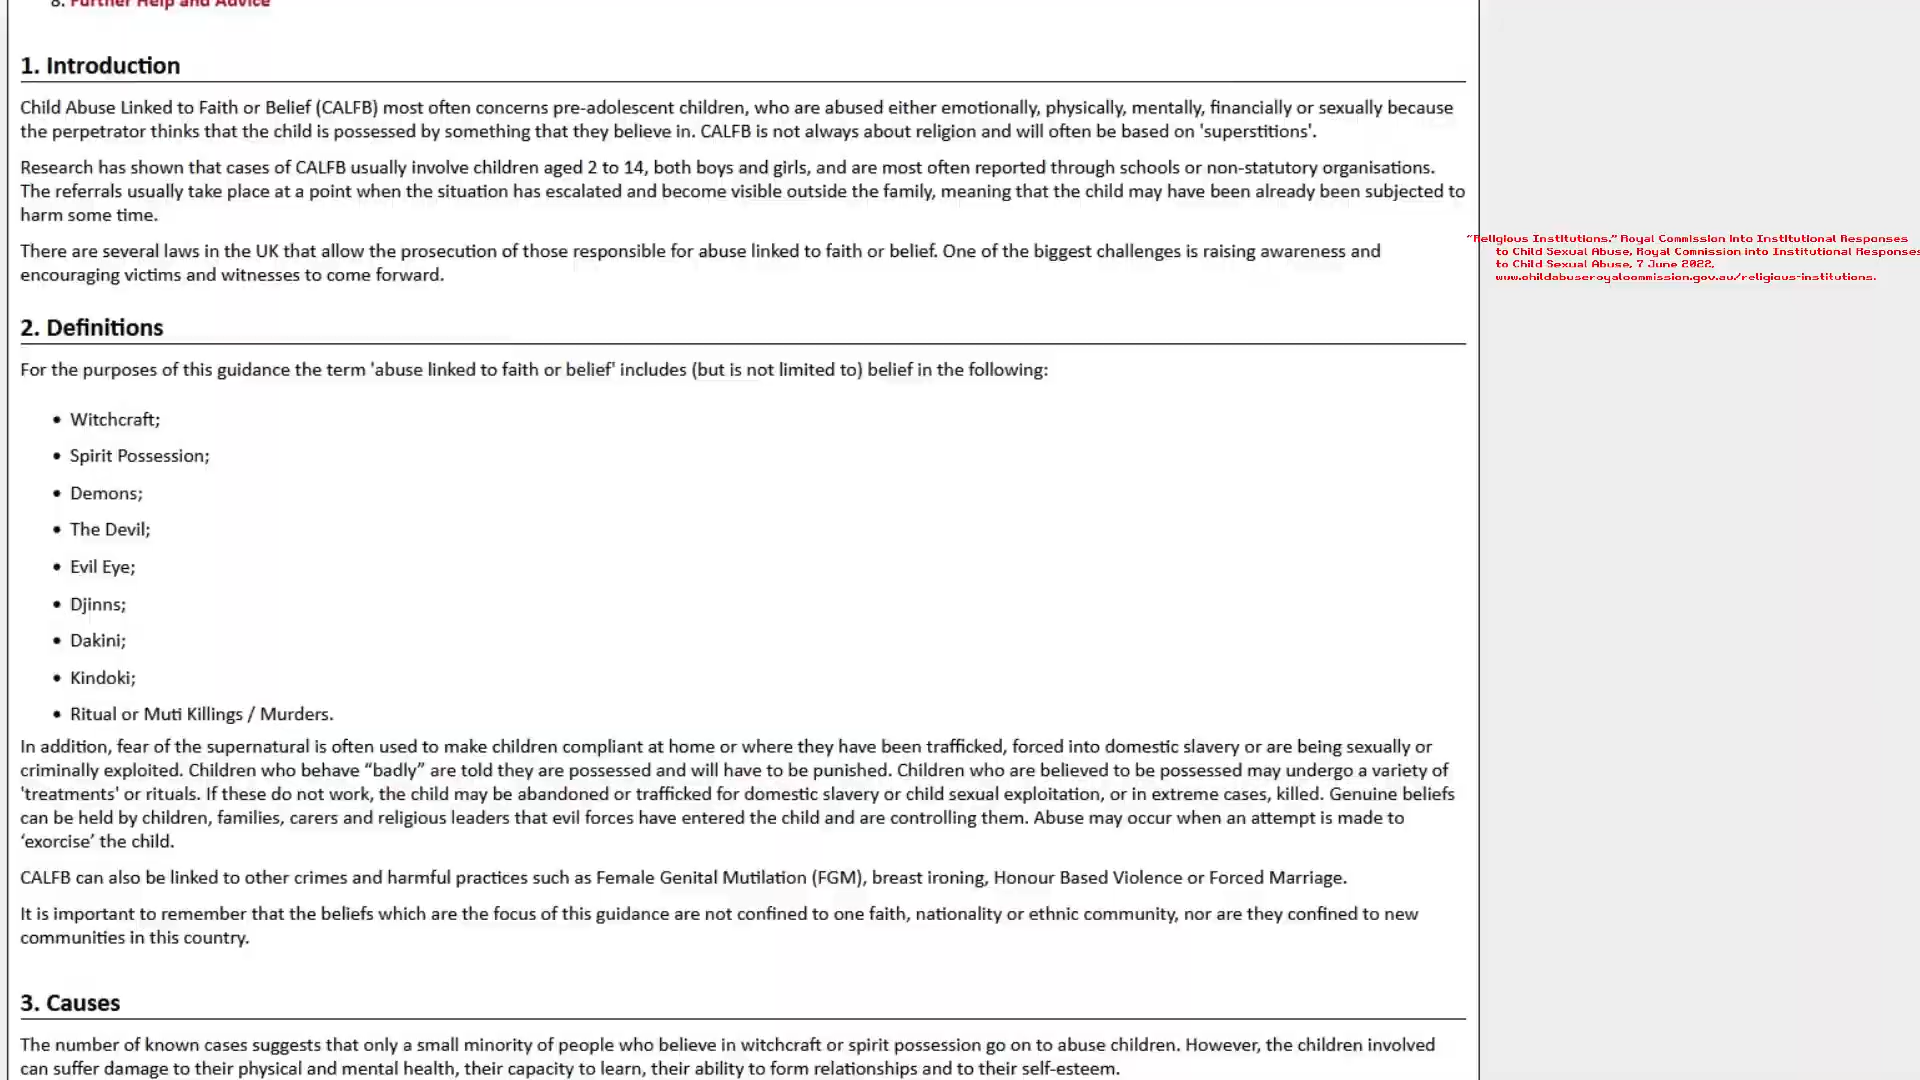 8. Further Help and Advice
1. Introduction
Child Abuse Linked to Faith or Belief (CALFB) most often concerns pre-adolescent children, who are abused either emotionally, physically, mentally, financially or sexually because
the perpetrator thinks that the child is possessed by something that they believe in. CALFB is not always about religion and will often be based on 'superstitions'.
Research has shown that cases of CALFB usually involve children aged 2 to 14, both boys and girls, and are most often reported through schools or non-statutory organisations.
The referrals usually take place at a point when the situation has escalated and become visible outside the family, meaning that the child may have been already been subjected to
harm some time.
There are several laws in the UK that allow the prosecution of those responsible for abuse linked to faith or belief. One of the biggest challenges is raising awareness and
encouraging victims and witnesses to come forward.
"Religious Institutions." Royal Commission into Institutional Responses
to Child Sexual Abuse, Royal Commission into Institutional Responses
to Child Sexual Abuse, 7 June 2022,
www.childabuseroyalcommission.gov.au/religious-institutions.
2. Definitions
For the purposes of this guidance the term 'abuse linked to faith or belief' includes (but is not limited to) belief in the following:
• Witchcraft;
• Spirit Possession;
• Demons;
• The Devil;
• Evil Eye;
• Djinns;
• Dakini;
• Kindoki;
• Ritual or Muti Killings / Murders.
In addition, fear of the supernatural is often used to make children compliant at home or where they have been trafficked, forced into domestic slavery or are being sexually or
criminally exploited. Children who behave “badly” are told they are possessed and will have to be punished. Children who are believed to be possessed may undergo a variety of
'treatments' or rituals. If these do not work, the child may be abandoned or trafficked for domestic slavery or child sexual exploitation, or in extreme cases, killed. Genuine beliefs
can be held by children, families, carers and religious leaders that evil forces have entered the child and are controlling them. Abuse may occur when an attempt is made to
‘exorcise’ the child.
CALFB can also be linked to other crimes and harmful practices such as Female Genital Mutilation (FGM), breast ironing, Honour Based Violence or Forced Marriage.
It is important to remember that the beliefs which are the focus of this guidance are not confined to one faith, nationality or ethnic community, nor are they confined to new
communities in this country.
3. Causes
The number of known cases suggests that only a small minority of people who believe in witchcraft or spirit possession go on to abuse children. However, the children involved
can suffer damage to their physical and mental health, their capacity to learn, their ability to form relationships and to their self-esteem.